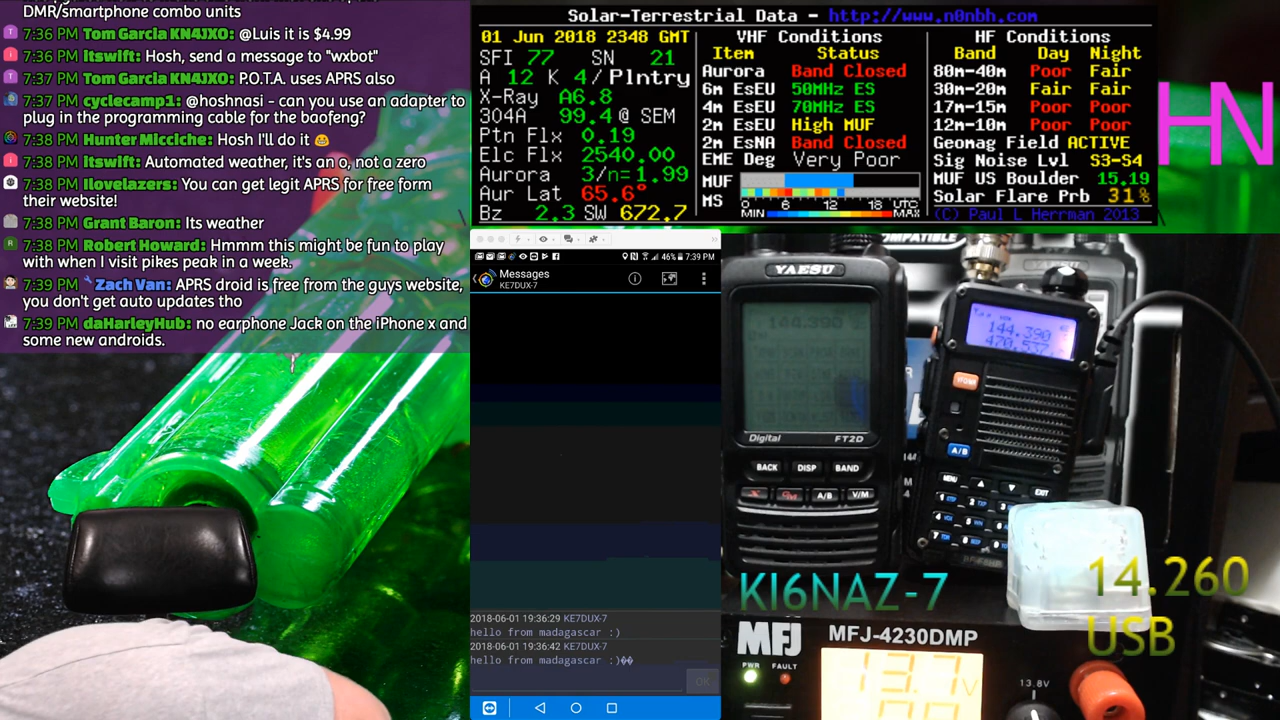 DMR/smartphone combo units
7:36 PM Tom Garcia KN4JXO: @Luis it is $4.99
7:36 PM Itswift: Hosh, send a message to "wxbot"
7:37 PM Tom Garcia KN4JXO: P.O.T.A. uses APRS also
7:37 PM cyclecamp1: @hoshnasi - can you use an adapter to
plug in the programming cable for the baofeng?
7:38 PM Hunter Micciche: Hosh I'll do it
7:38 PM Itswift: Automated weather, it's an o, not a zero
7:38 PM Ilovelazers: You can get legit APRS for free form
their website!
7:38 PM Grant Baron: Its weather
7:38 PM Robert Howard: Hmmm this might be fun to play
with when I visit pikes peak in a week.
7:39 PM Zach Van: APRS droid is free from the guys website,
you don't get auto updates tho
7:39 PM daHarleyHub: no earphone Jack on the iPhone x and
some new androids.
Solar-Terrestrial Data - http://www.n0nbh.com
01 Jun 2018 2348 GMT
SFI 77 SN 21
A 12 K 4/Plntry
X-Ray A6.8
304A 99.4 @ SEM
Ptn Flx 0.19
Elc Flx 2540.00
Aurora 3/n=1.99
Aur Lat 65.6°
Bz 2.3 SW 672.7
VHF Conditions
Item Status
Aurora Band Closed
6m EsEU 50MHz ES
4m EsEU 70MHz ES
2m EsEU High MUF
2m EsNA Band Closed
EME Deg Very Poor
MUF
MS
0 6 12 18 UTC
MIN MAX
HF Conditions
Band Day Night
80m-40m Poor Fair
30m-20m Fair Fair
17m-15m Poor Poor
12m-10m Poor Poor
Geomag Field ACTIVE
Sig Noise Lvl S3-S4
MUF US Boulder 15.19
Solar Flare Prb 31%
(C) Paul L Herrman 2013
HN
46% 7:39 PM
Messages
KE7DUX-7
2018-06-01 19:36:29 KE7DUX-7
hello from madagascar :)
2018-06-01 19:36:42 KE7DUX-7
hello from madagascar :)��
OK
YAESU
144.390
Digital FT2D
BACK DISP BAND
A/B V/M
144.390
470.537
A/B
MENU EXIT
KI6NAZ-7
14.260
USB
MFJ
MFJ-4230DMP
PWR FAULT
13.7V
13.8V